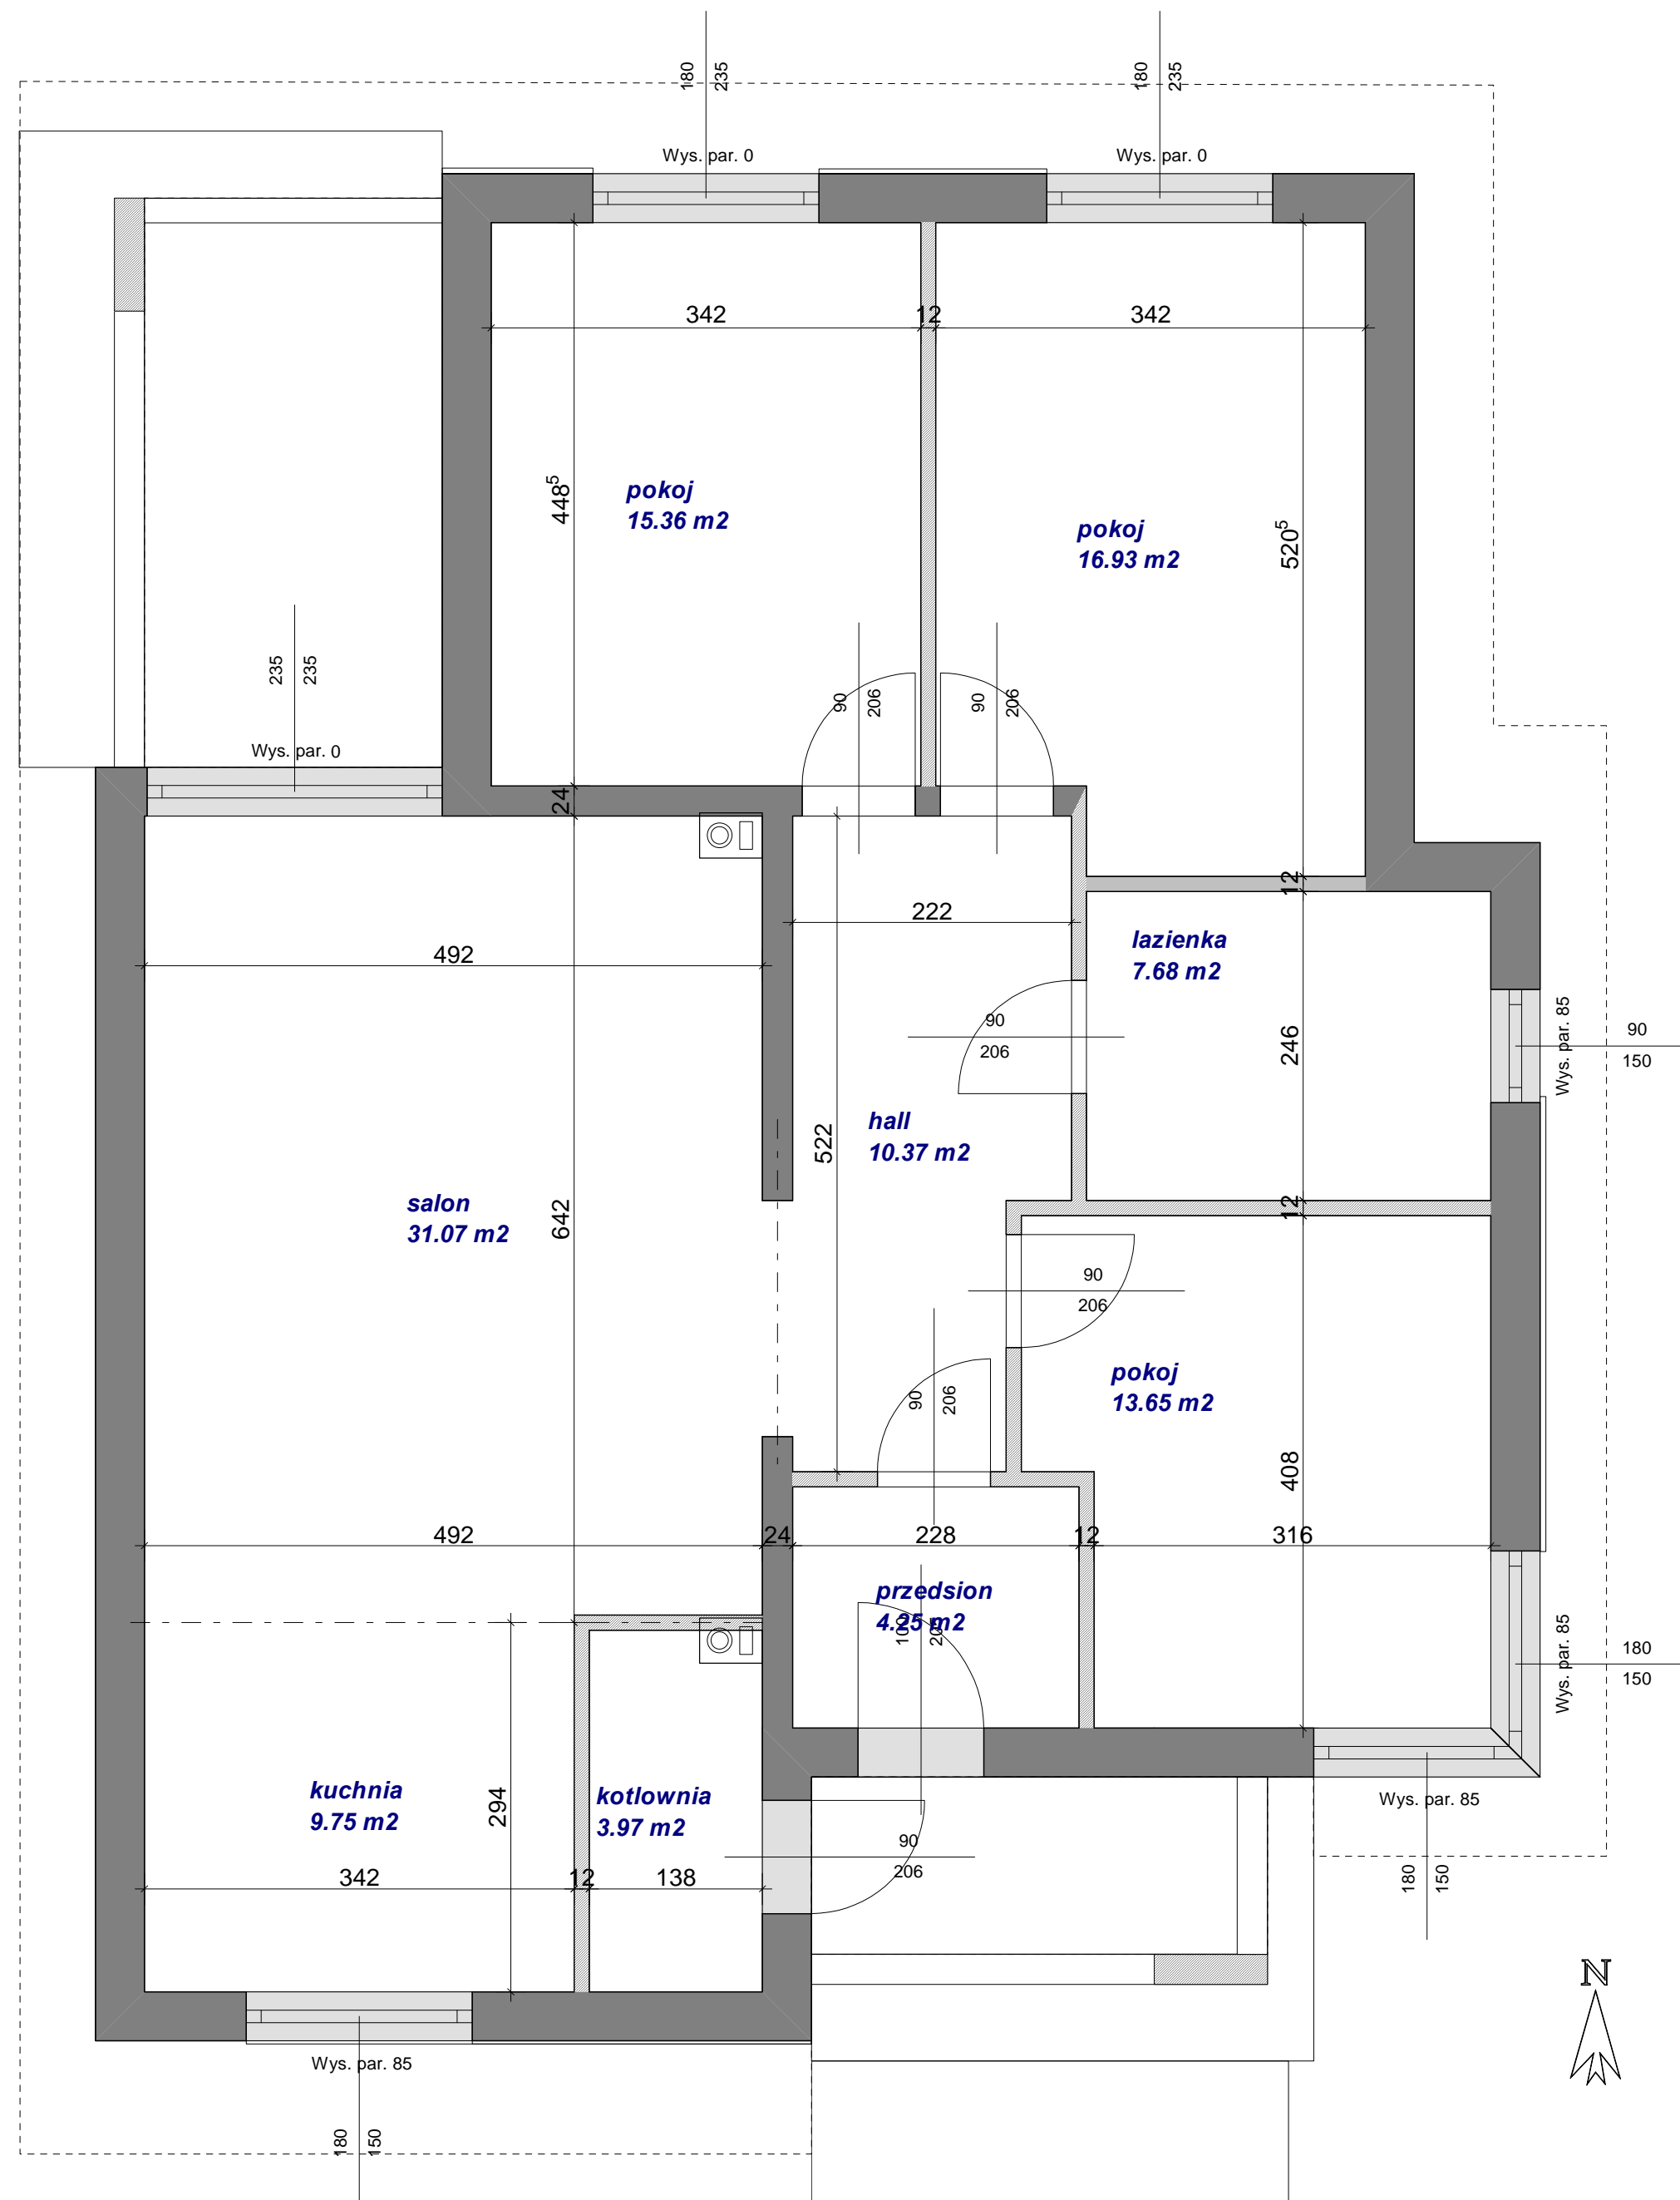 180
235
180
235
Wys. par. 0
Wys. par. 0
342
12
342
448⁵
pokoj
15.36 m2
pokoj
16.93 m2
520⁵
235
235
90
206
90
206
Wys. par. 0
24
12
222
492
lazienka
7.68 m2
90
206
246
Wys. par. 85
90
150
hall
10.37 m2
522
salon
31.07 m2
642
12
90
206
90
206
pokoj
13.65 m2
408
492
24
228
12
316
przedsion
4.25 m2
100
205
Wys. par. 85
180
150
kuchnia
9.75 m2
294
kotlownia
3.97 m2
Wys. par. 85
90
206
342
12
138
180
150
N
Wys. par. 85
180
150